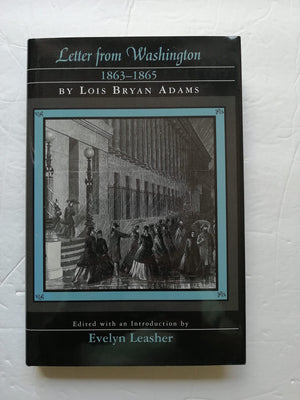 Letter from Washington
1863–1865
BY LOIS BRYAN ADAMS
Edited with an Introduction by
Evelyn Leasher